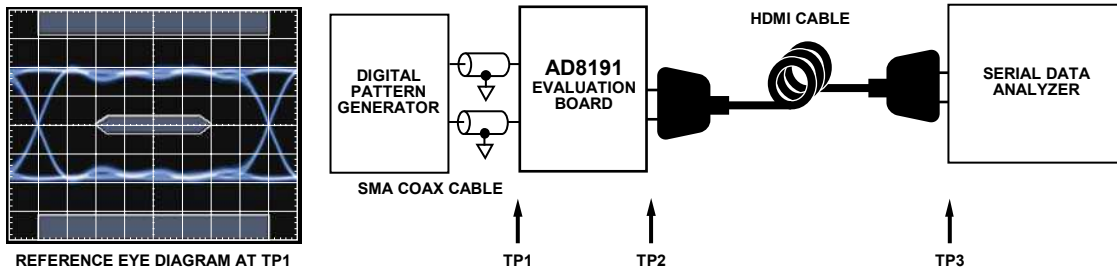 HDMI CABLE
DIGITAL
PATTERN
GENERATOR
AD8191
EVALUATION
BOARD
SERIAL DATA
ANALYZER
SMA COAX CABLE
REFERENCE EYE DIAGRAM AT TP1
TP1
TP2
TP3